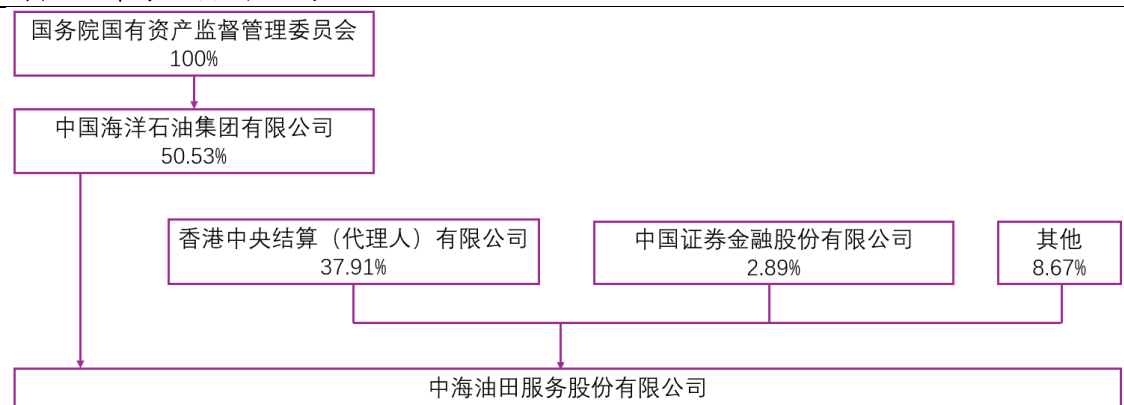 国务院国有资产监督管理委员会
100%
中国海洋石油集团有限公司
50.53%
香港中央结算（代理人）有限公司
37.91%
中国证券金融股份有限公司
2.89%
其他
8.67%
中海油田服务股份有限公司